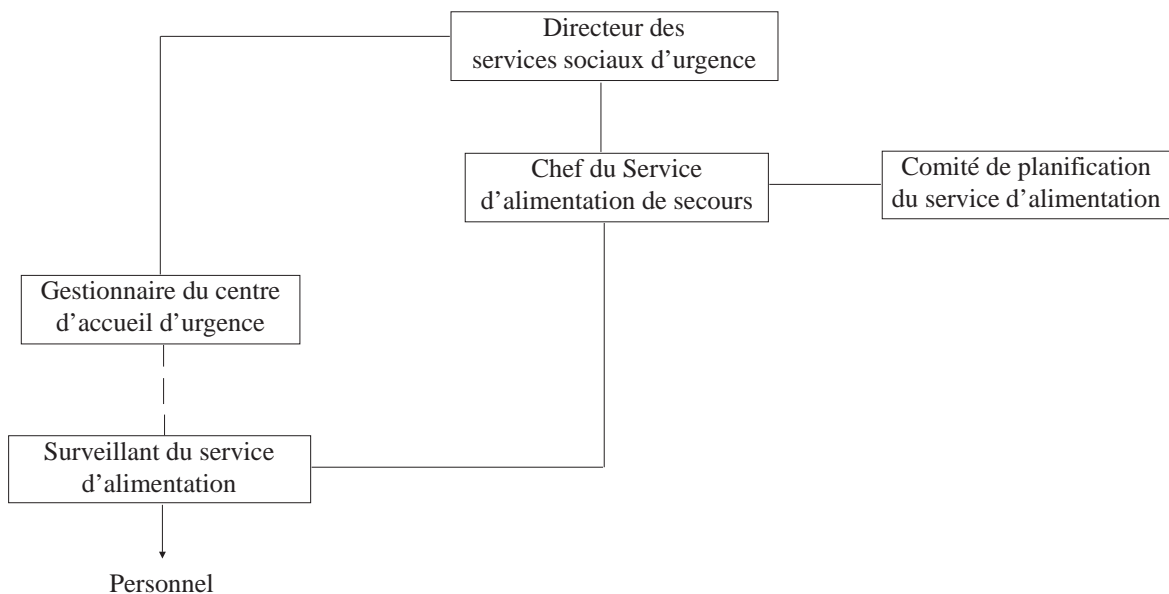 Directeur des
services sociaux d’urgence
Chef du Service
d’alimentation de secours
Comité de planification
du service d’alimentation
Gestionnaire du centre
d’accueil d’urgence
Surveillant du service
d’alimentation
Personnel